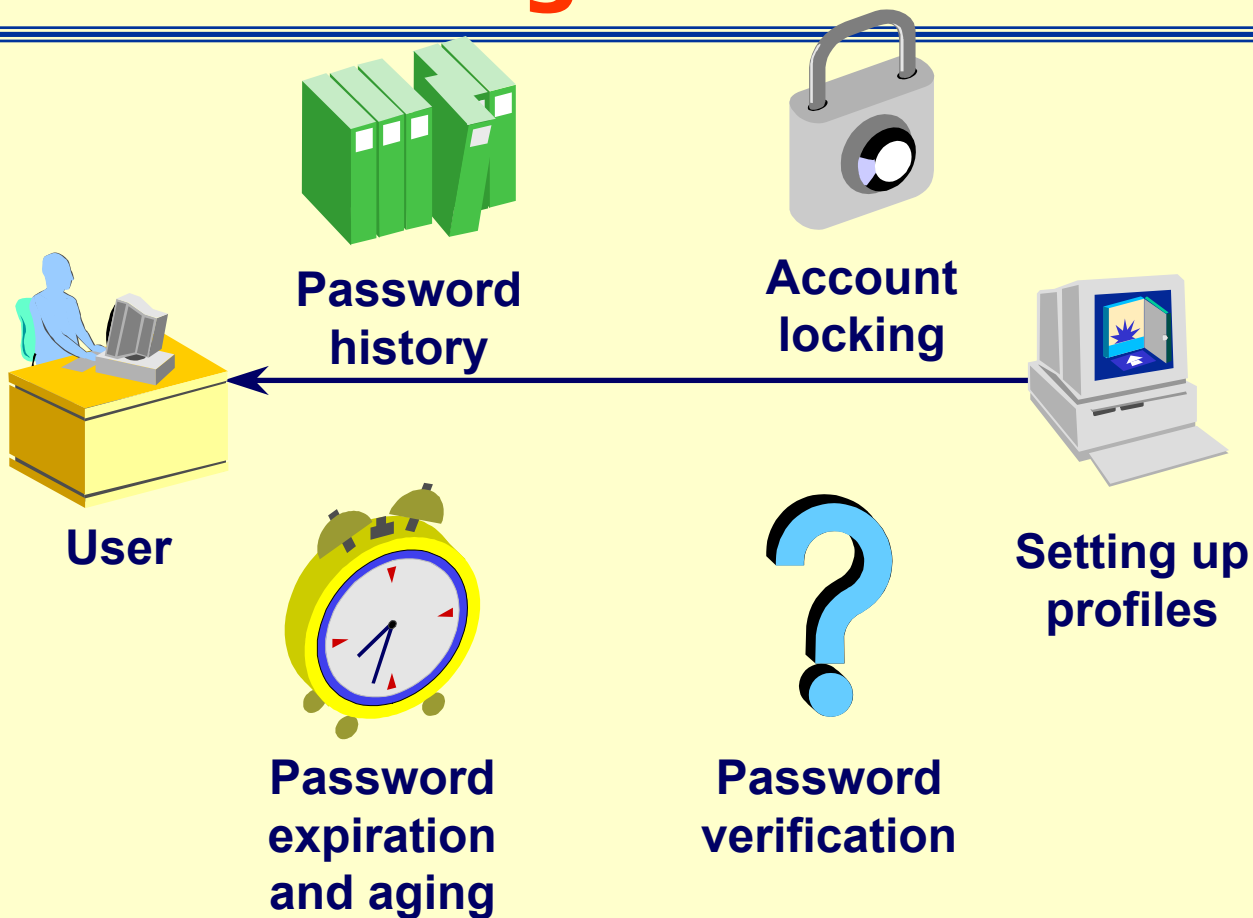 Password
history
Account
locking
User
Setting up
profiles
Password
expiration
and aging
Password
verification